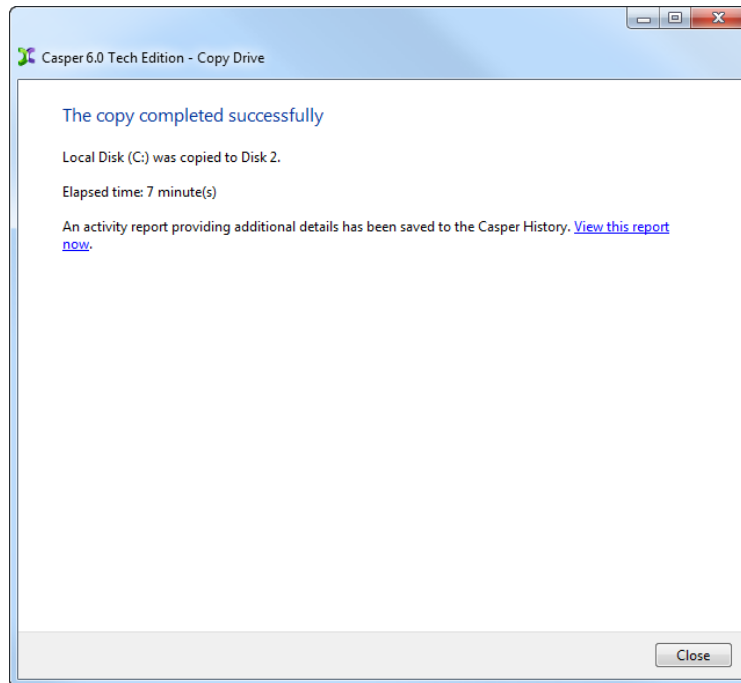 Casper 6.0 Tech Edition - Copy Drive
The copy completed successfully
Local Disk (C:) was copied to Disk 2.
Elapsed time: 7 minute(s)
An activity report providing additional details has been saved to the Casper History. View this report
now.
Close